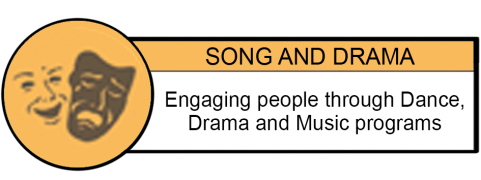 SONG AND DRAMA
Engaging people through Dance,
Drama and Music programs